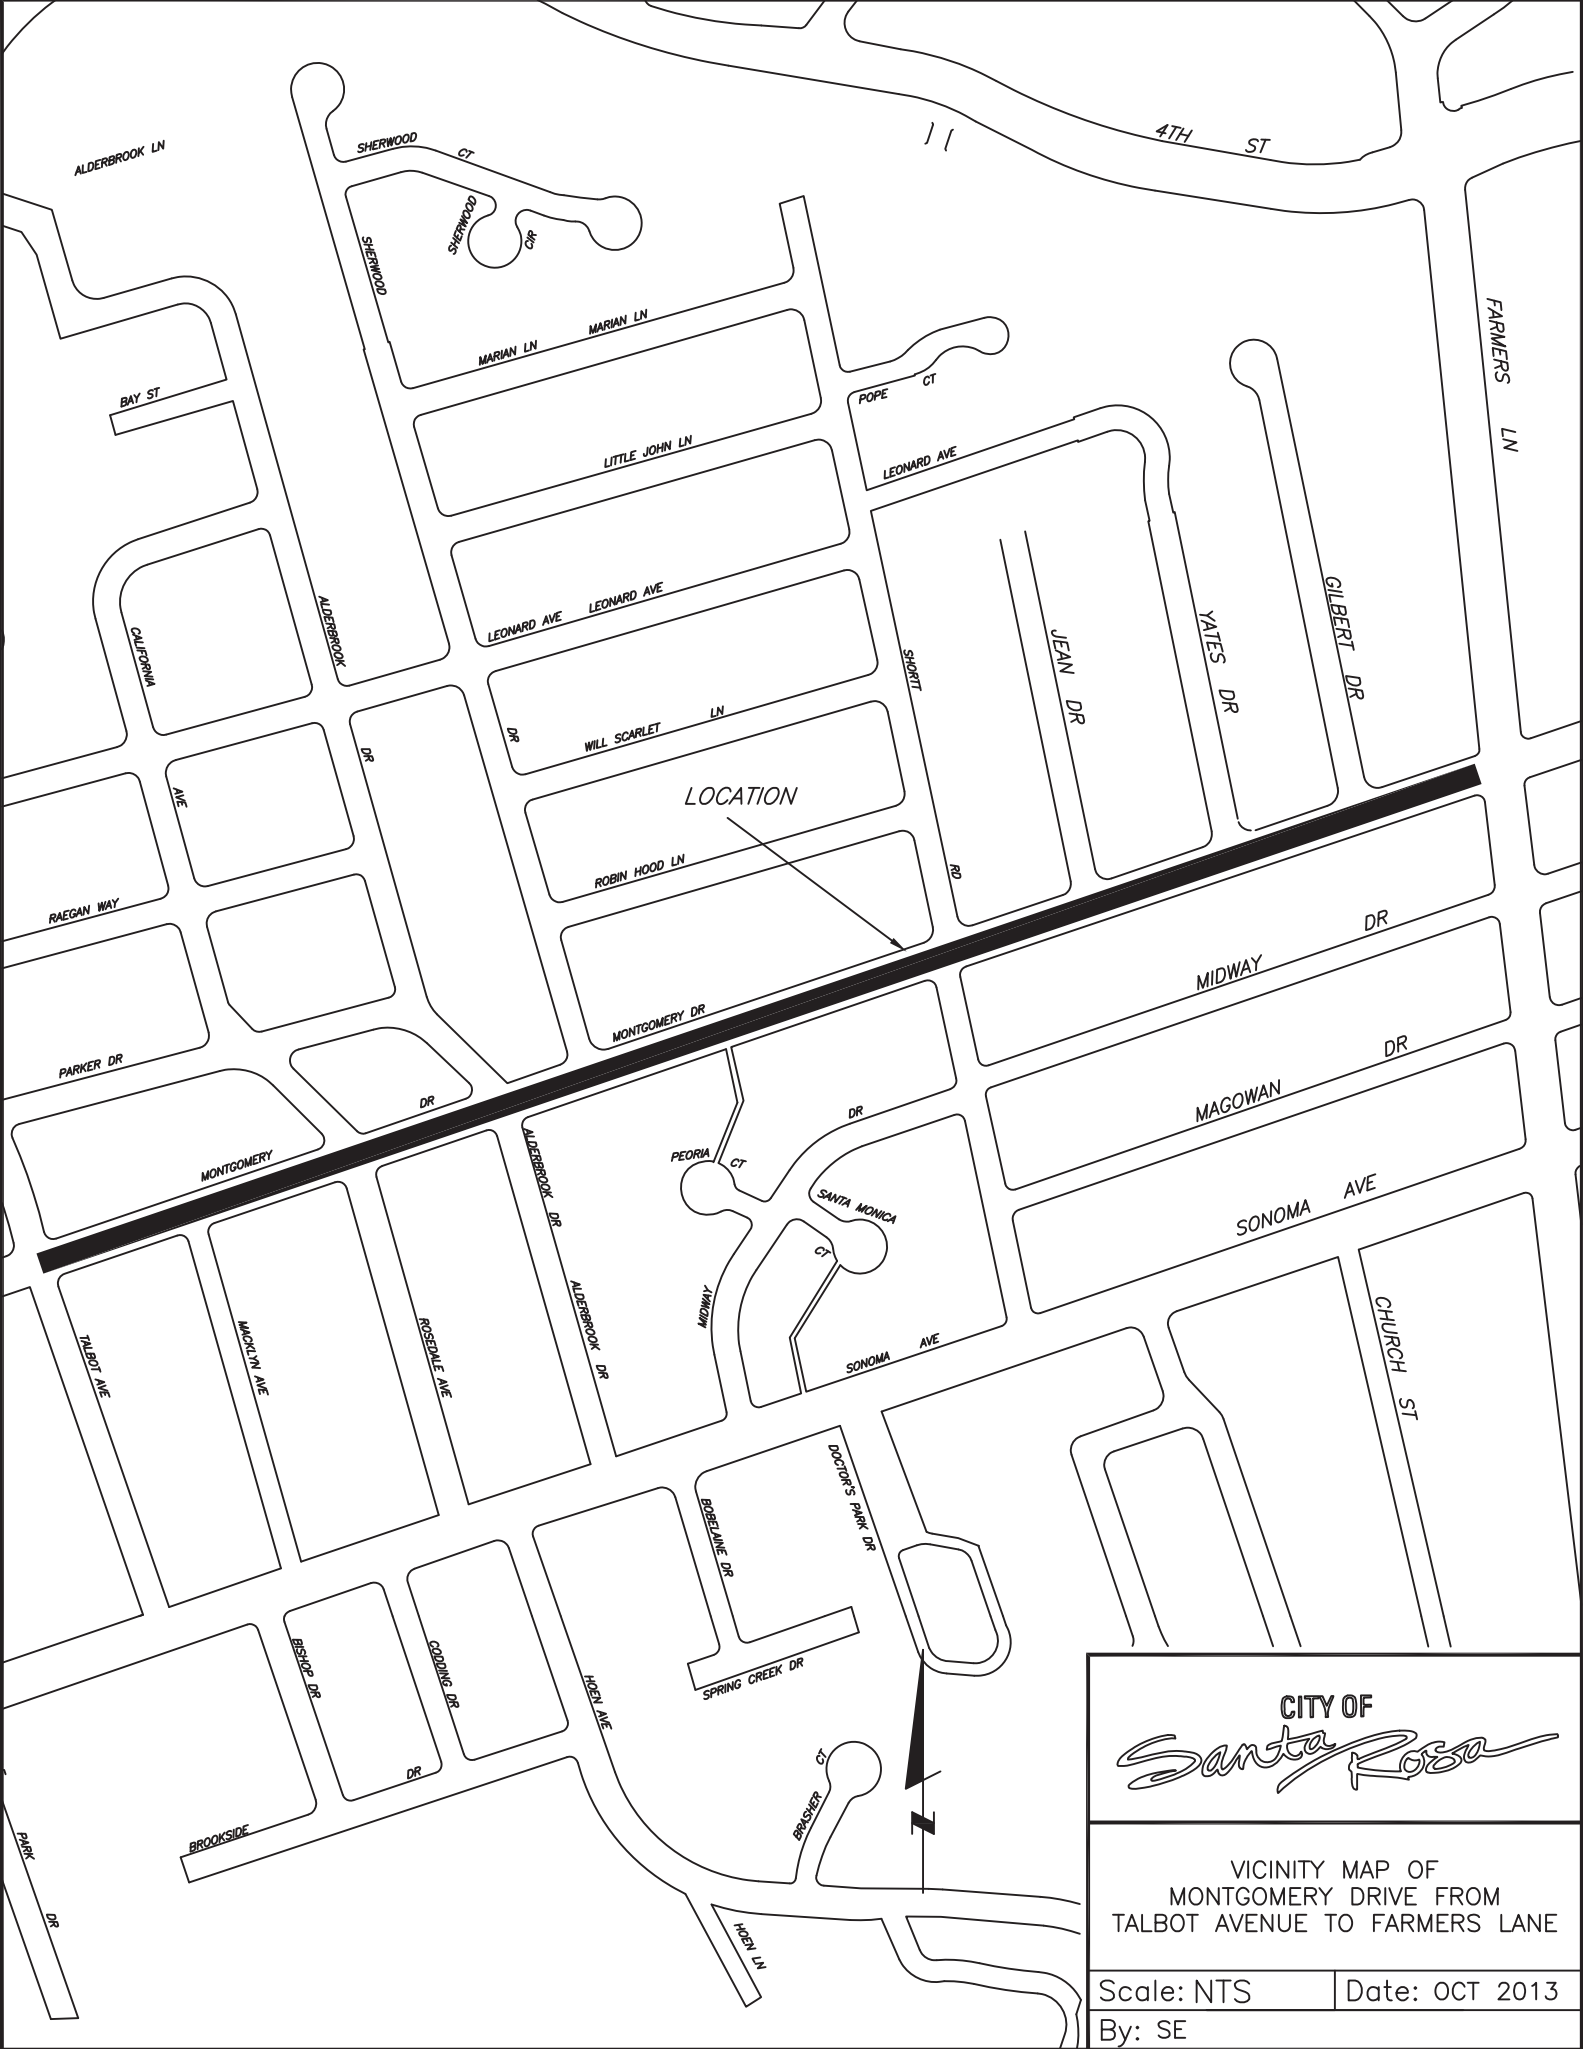 4TH ST
ALDERBROOK LN
SHERWOOD CT
SHERWOOD CIR
SHERWOOD
FARMERS LN
MARIAN LN
MARIAN LN
BAY ST
POPE CT
LITTLE JOHN LN
LEONARD AVE
LEONARD AVE
LEONARD AVE
ALDERBROOK
CALIFORNIA
SHORTT
JEAN DR
YATES DR
GILBERT DR
DR
WILL SCARLET LN
DR
AVE
LOCATION
ROBIN HOOD LN
RD
RAEGAN WAY
MIDWAY DR
MONTGOMERY DR
PARKER DR
MAGOWAN DR
DR
DR
MONTGOMERY
PEORIA CT
ALDERBROOK DR
SANTA MONICA
CT
SONOMA AVE
MIDWAY
ALDERBROOK DR
TALBOT AVE
MACKLYN AVE
ROSEDALE AVE
SONOMA AVE
CHURCH ST
DOCTOR'S PARK DR
BOBELAINE DR
BISHOP DR
CODDING DR
HOEN AVE
SPRING CREEK DR
DR
BROOKSIDE
BRASHER CT
PARK DR
HOEN LN
N
CITY OF
Santa Rosa
VICINITY MAP OF
MONTGOMERY DRIVE FROM
TALBOT AVENUE TO FARMERS LANE
Scale: NTS
Date: OCT 2013
By: SE